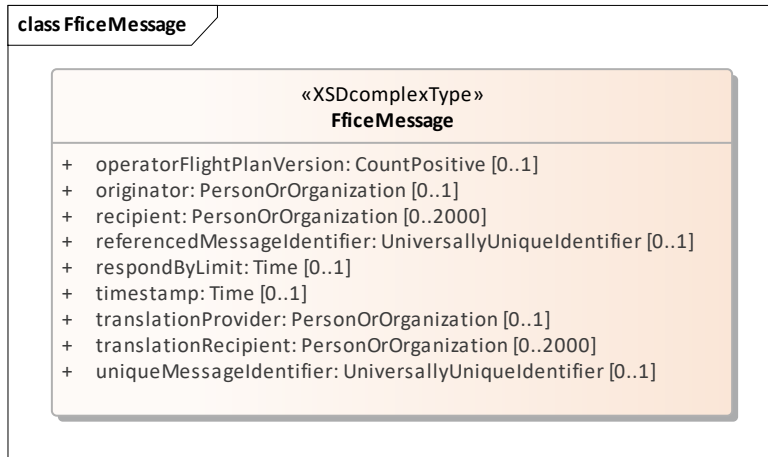 class FficeMessage
«XSDcomplexType»
FficeMessage
+ operatorFlightPlanVersion: CountPositive [0..1]
+ originator: PersonOrOrganization [0..1]
+ recipient: PersonOrOrganization [0..2000]
+ referencedMessageIdentifier: UniversallyUniqueIdentifier [0..1]
+ respondByLimit: Time [0..1]
+ timestamp: Time [0..1]
+ translationProvider: PersonOrOrganization [0..1]
+ translationRecipient: PersonOrOrganization [0..2000]
+ uniqueMessageIdentifier: UniversallyUniqueIdentifier [0..1]